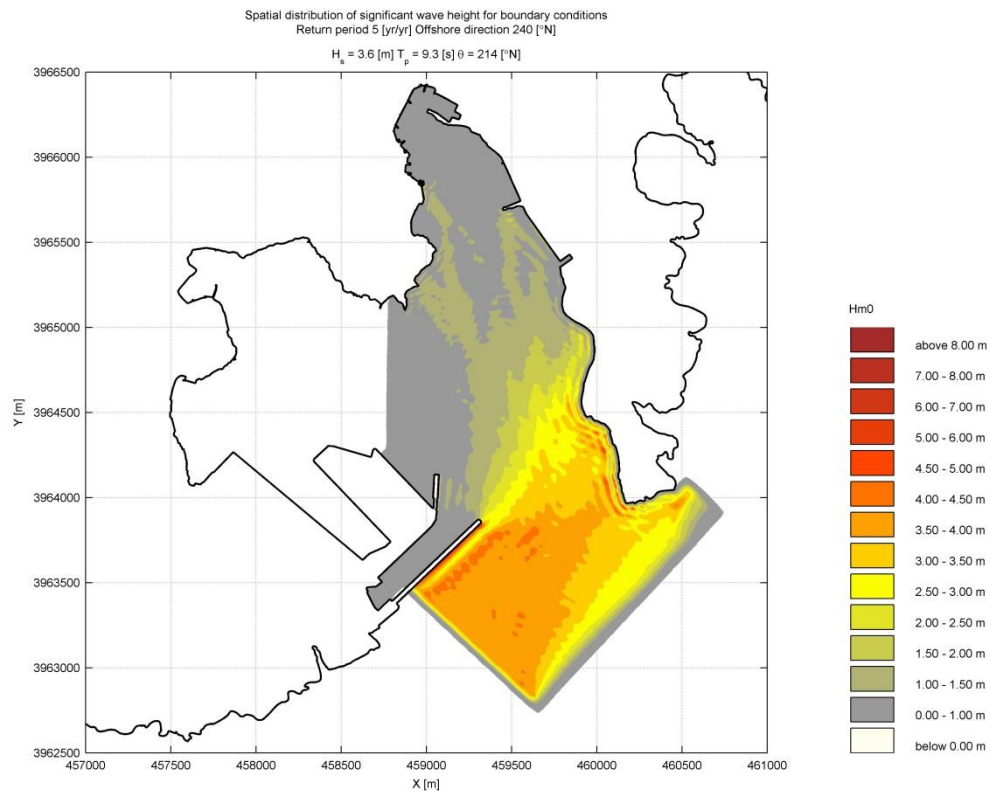 Spatial distribution of significant wave height for boundary conditions
Return period 5 [yr/yr] Offshore direction 240 [°N]
Hs = 3.6 [m] Tp = 9.3 [s] θ = 214 [°N]
3966500
3966000
3965500
3965000
3964500
3964000
3963500
3963000
3962500
Y [m]
457000 457500 458000 458500 459000 459500 460000 460500 461000
X [m]
Hm0
above 8.00 m
7.00 - 8.00 m
6.00 - 7.00 m
5.00 - 6.00 m
4.50 - 5.00 m
4.00 - 4.50 m
3.50 - 4.00 m
3.00 - 3.50 m
2.50 - 3.00 m
2.00 - 2.50 m
1.50 - 2.00 m
1.00 - 1.50 m
0.00 - 1.00 m
below 0.00 m